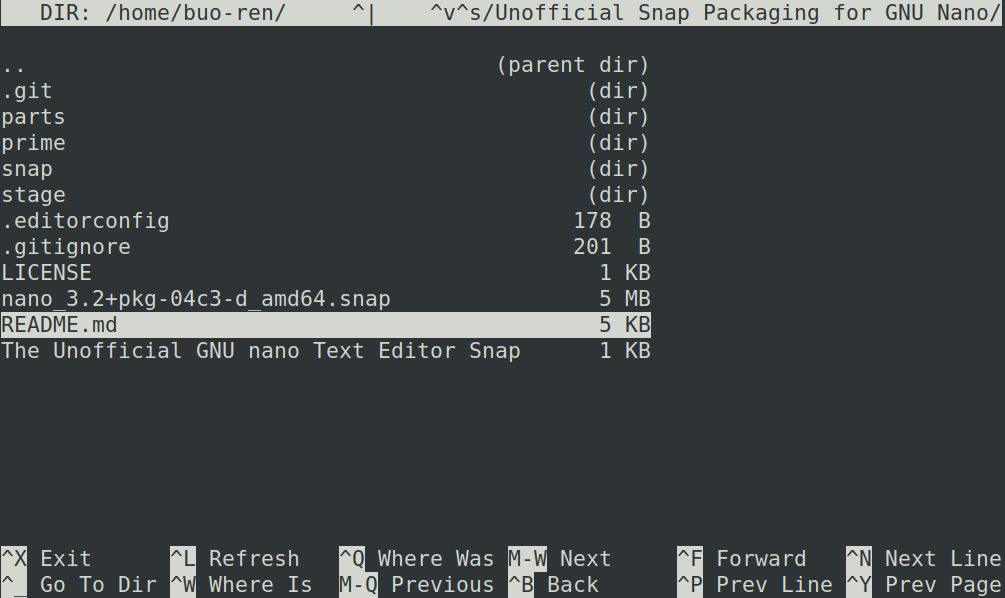 DIR: /home/buo-ren/     ^|    ^v^s/Unofficial Snap Packaging for GNU Nano/
.. (parent dir)
.git (dir)
parts (dir)
prime (dir)
snap (dir)
stage (dir)
.editorconfig 178  B
.gitignore 201  B
LICENSE 1 KB
nano_3.2+pkg-04c3-d_amd64.snap 5 MB
README.md 5 KB
The Unofficial GNU nano Text Editor Snap 1 KB
^X Exit ^L Refresh ^Q Where Was M-W Next ^F Forward ^N Next Line
^_ Go To Dir ^W Where Is M-Q Previous ^B Back ^P Prev Line ^Y Prev Page